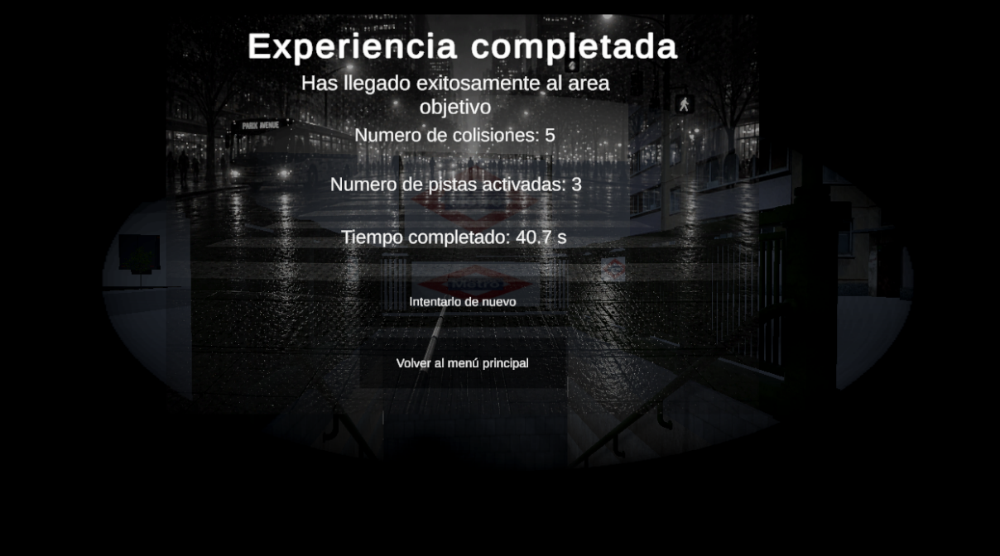 Experiencia completada
Has llegado exitosamente al area
objetivo
PARIX AVENUE
Numero de colisiones: 5
Numero de pistas activadas: 3
Tiempo completado: 40.7 s
Metro
Intentarlo de nuevo
Volver al menú principal